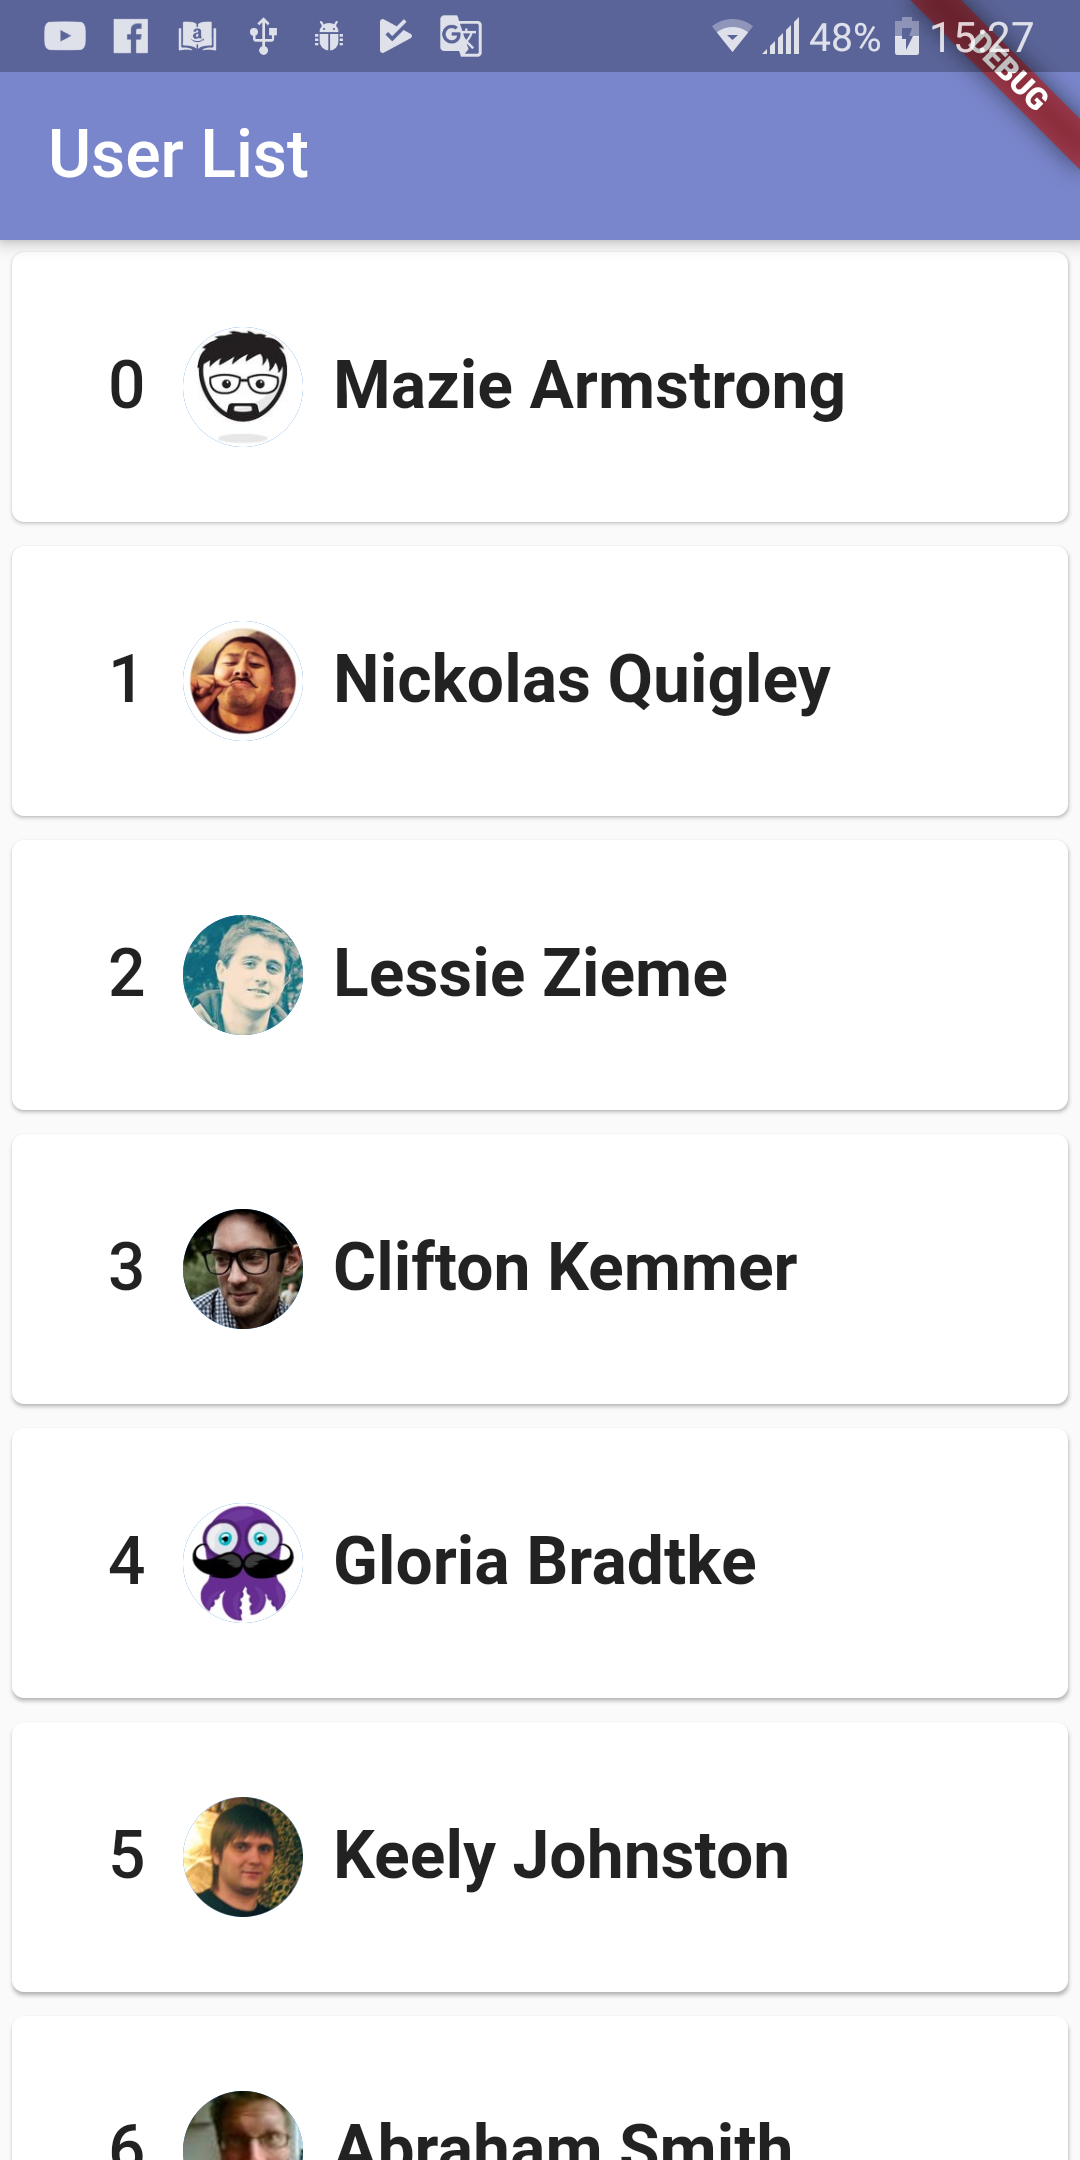 48% 15:27
DEBUG
User List
0 Mazie Armstrong
1 Nickolas Quigley
2 Lessie Zieme
3 Clifton Kemmer
4 Gloria Bradtke
5 Keely Johnston
6 Abraham Smith